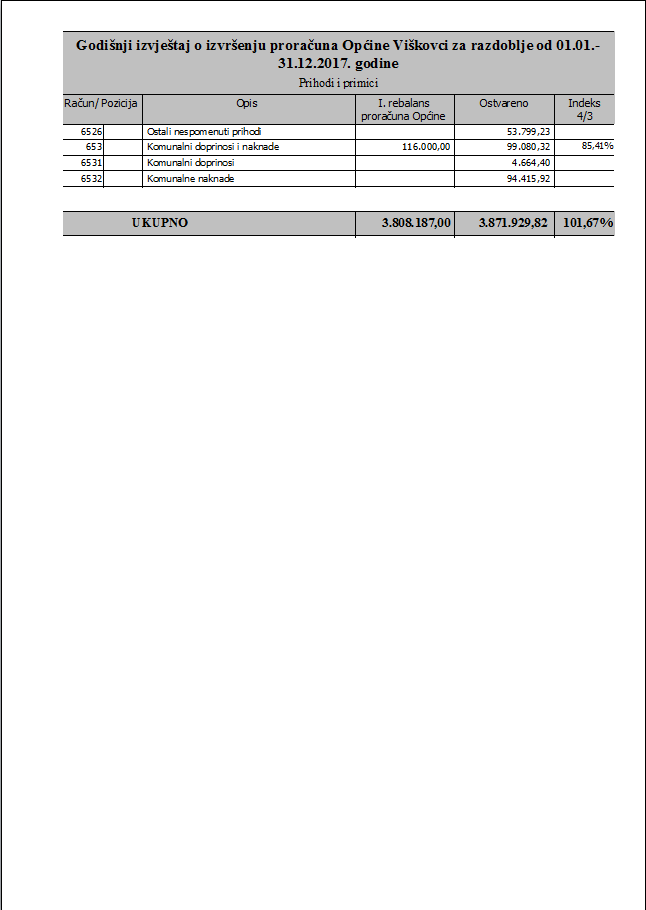 Godišnji izvještaj o izvršenju proračuna Općine Viškovci za razdoblje od 01.01.-
31.12.2017. godine
Prihodi i primici
Račun/ Pozicija Opis I. rebalans proračuna Općine Ostvareno Indeks 4/3
6526 Ostali nespomenuti prihodi 53.799,23
653 Komunalni doprinosi i naknade 116.000,00 99.080,32 85,41%
6531 Komunalni doprinosi 4.664,40
6532 Komunalne naknade 94.415,92
UKUPNO 3.808.187,00 3.871.929,82 101,67%